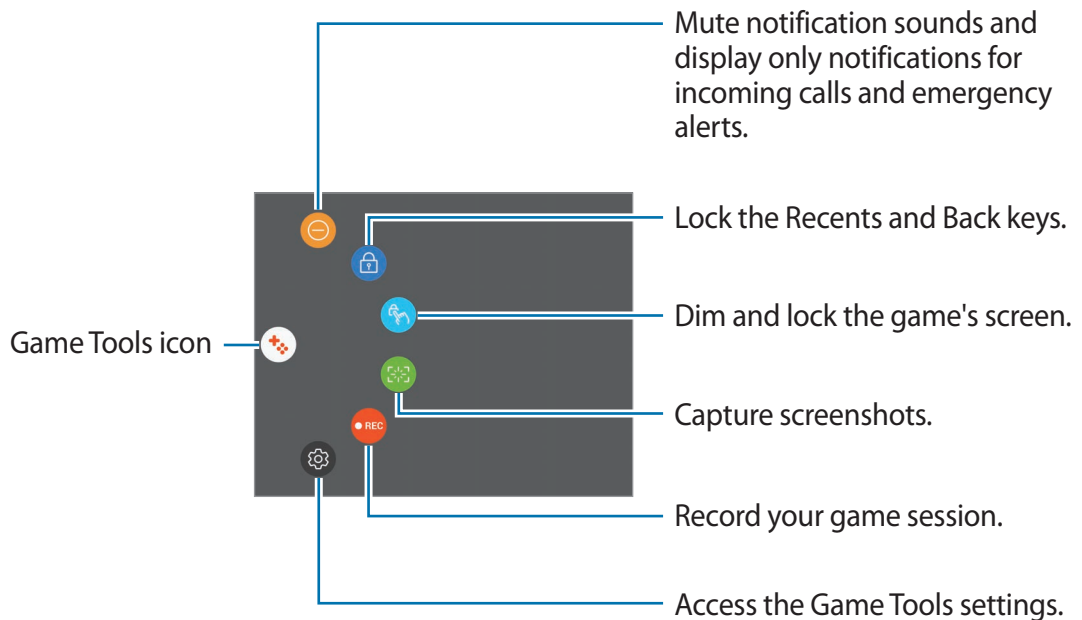 Mute notification sounds and
display only notifications for
incoming calls and emergency
alerts.
Lock the Recents and Back keys.
Dim and lock the game's screen.
Game Tools icon
Capture screenshots.
REC
Record your game session.
Access the Game Tools settings.